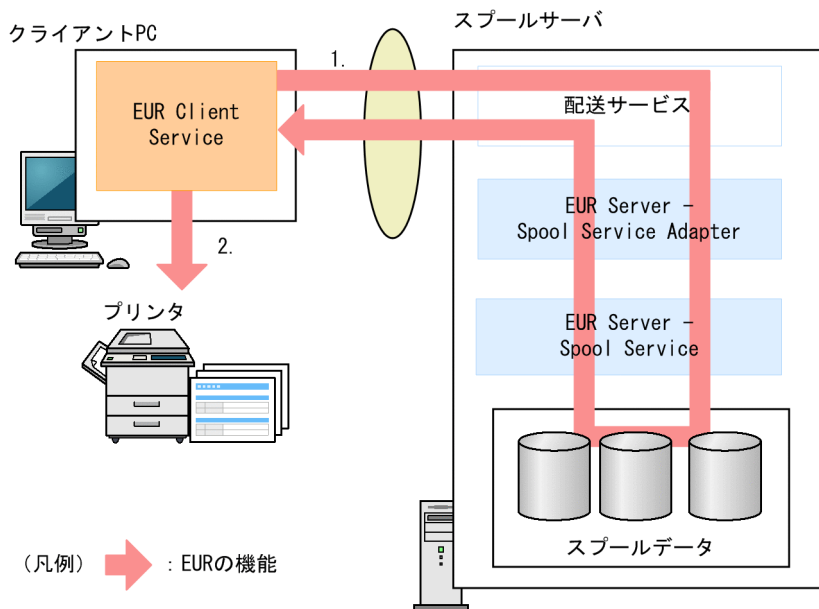 クライアントPC
スプールサーバ
1.
EUR Client
Service
配送サービス
EUR Server -
Spool Service Adapter
2.
プリンタ
EUR Server -
Spool Service
スプールデータ
(凡例)
: EURの機能